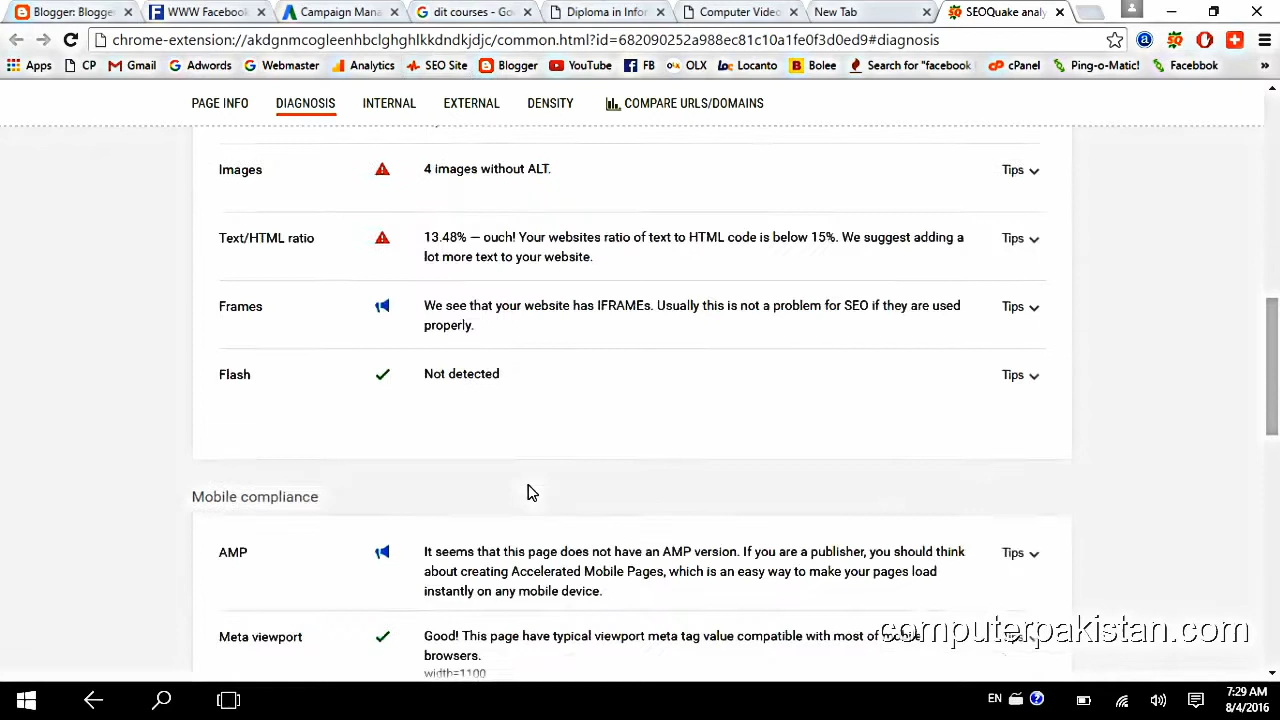 Blogger: Blogge
WWW Facebook
Campaign Man
dit courses - Go
Diploma in Infor
Computer Video
New Tab
SEOQuake analy
chrome-extension://akdgnmcogleenhbclghghlkkdndkjdjc/common.html?id=682090252a988ec81c10a1fe0f3d0ed9#diagnosis
Apps CP Gmail Adwords Webmaster Analytics SEO Site Blogger YouTube FB OLX Locanto Bolee Search for "facebook cPanel Ping-o-Matic! Facebbok »
PAGE INFO DIAGNOSIS INTERNAL EXTERNAL DENSITY COMPARE URLS/DOMAINS
Images 4 images without ALT. Tips
Text/HTML ratio 13.48% — ouch! Your websites ratio of text to HTML code is below 15%. We suggest adding a Tips
lot more text to your website.
Frames We see that your website has IFRAMEs. Usually this is not a problem for SEO if they are used Tips
properly.
Flash Not detected Tips
Mobile compliance
AMP It seems that this page does not have an AMP version. If you are a publisher, you should think Tips
about creating Accelerated Mobile Pages, which is an easy way to make your pages load
instantly on any mobile device.
Meta viewport Good! This page have typical viewport meta tag value compatible with most of mobile
browsers.
width=1100
computerpakistan.com
EN
7:29 AM
8/4/2016